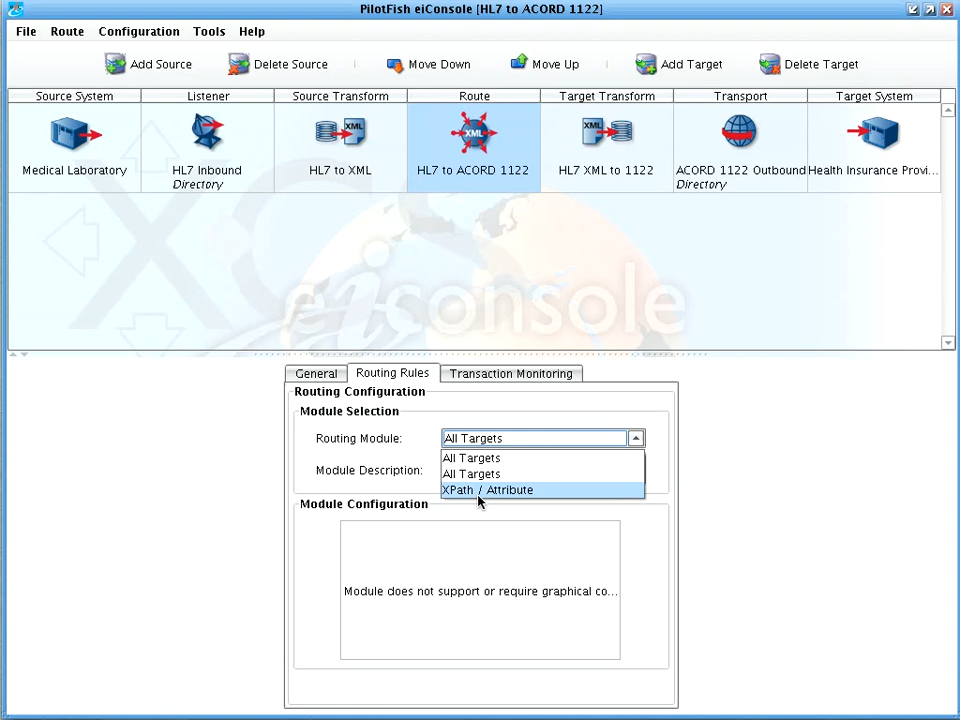 PilotFish eiConsole [HL7 to ACORD 1122]
File Route Configuration Tools Help
Add Source Delete Source Move Down Move Up Add Target Delete Target
Source System Listener Source Transform Route Target Transform Transport Target System
XML XML XML
Medical Laboratory HL7 Inbound HL7 to XML HL7 to ACORD 1122 HL7 XML to 1122 ACORD 1122 Outbound Health Insurance Provi...
Directory Directory
XC
eiconsole
General Routing Rules Transaction Monitoring
Routing Configuration
Module Selection
Routing Module: All Targets
All Targets
All Targets
Module Description:
XPath / Attribute
Module Configuration
Module does not support or require graphical co...